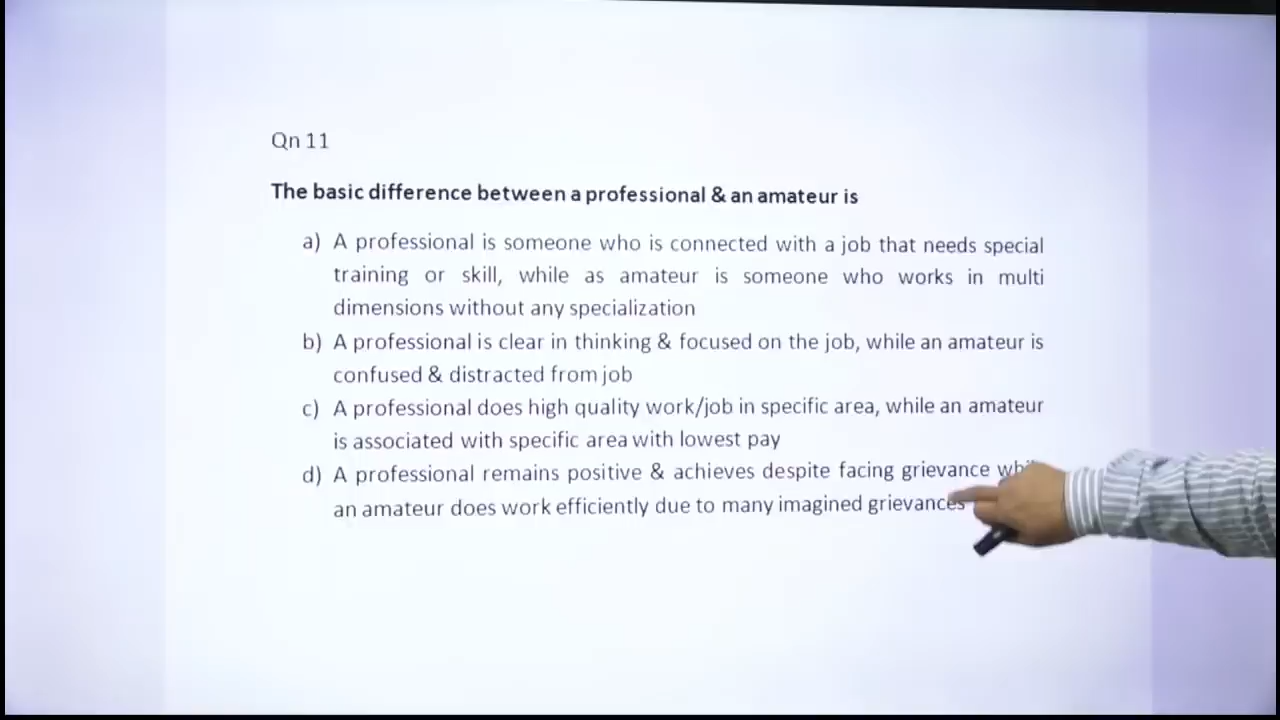 Qn 11
The basic difference between a professional & an amateur is
a) A professional is someone who is connected with a job that needs special
training or skill, while as amateur is someone who works in multi
dimensions without any specialization
b) A professional is clear in thinking & focused on the job, while an amateur is
confused & distracted from job
c) A professional does high quality work/job in specific area, while an amateur
is associated with specific area with lowest pay
d) A professional remains positive & achieves despite facing grievance
an amateur does work efficiently due to many imagined grievances